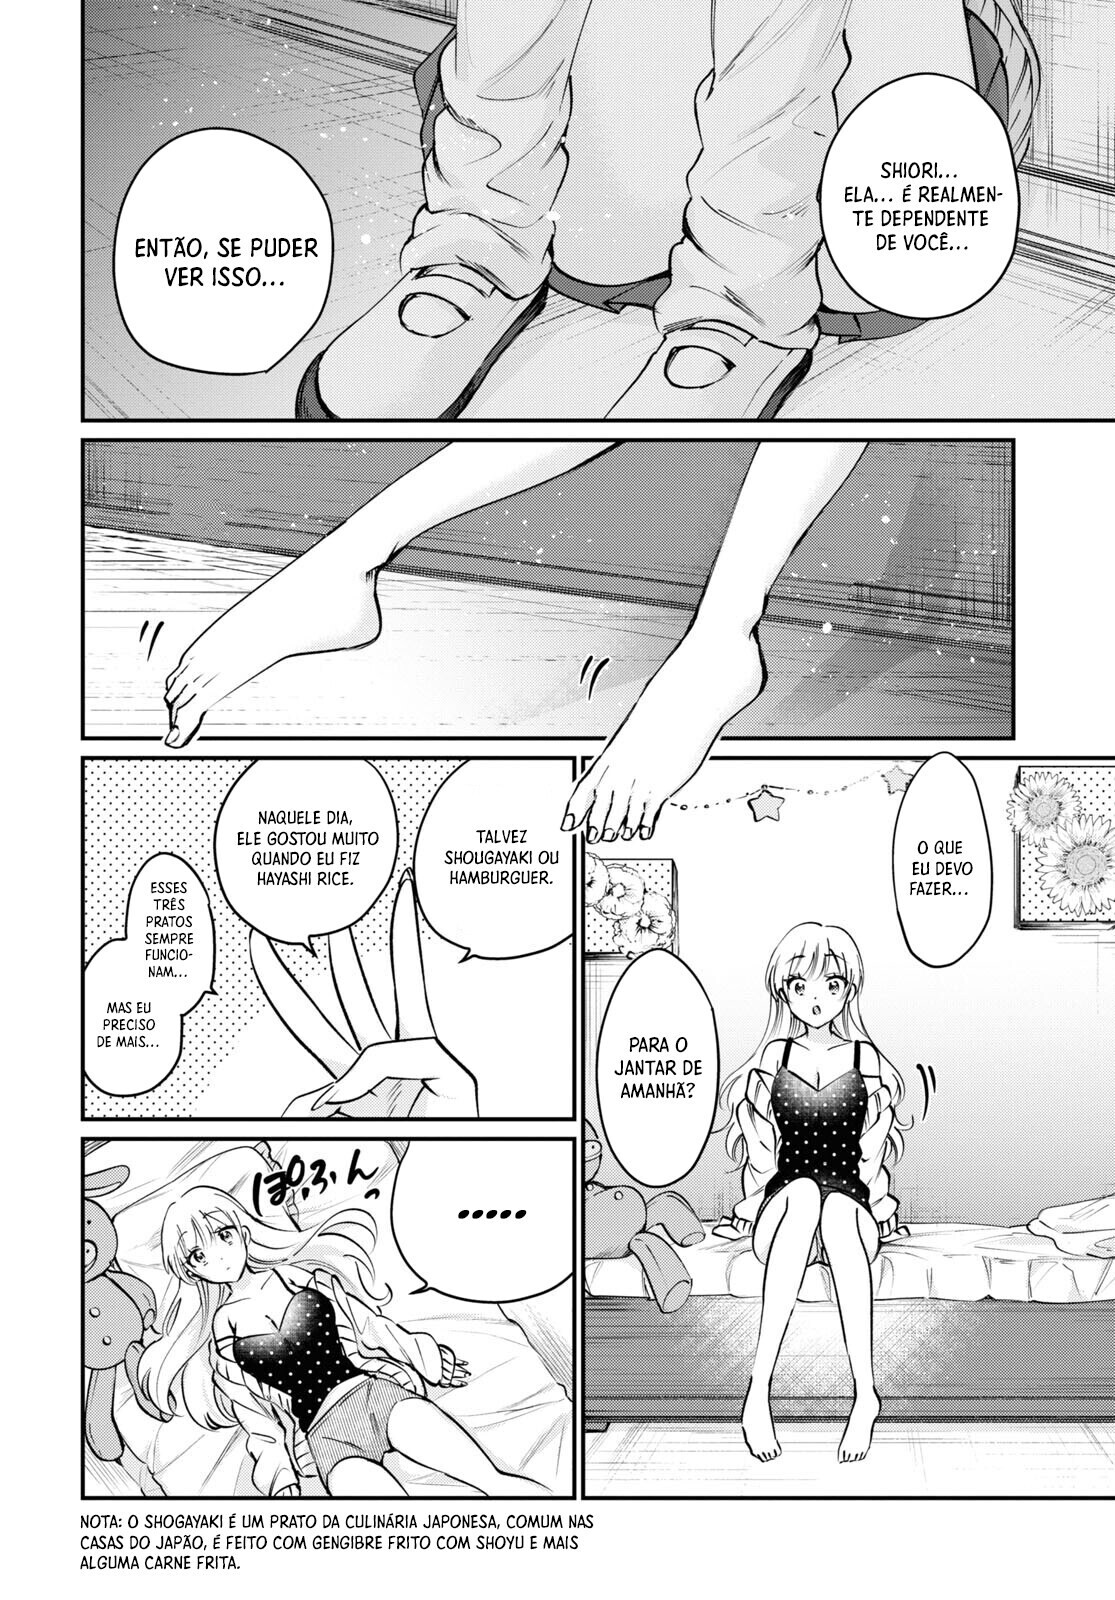 SHIORI...
ELA... É REALMEN-
TE DEPENDENTE
DE VOCÊ...
ENTÃO, SE PUDER
VER ISSO...
O QUE
EU DEVO
FAZER...
PARA O
JANTAR DE
AMANHÃ?
TALVEZ
SHOUGAYAKI OU
HAMBURGUER.
NAQUELE DIA,
ELE GOSTOU MUITO
QUANDO EU FIZ
HAYASHI RICE.
ESSES
TRÊS
PRATOS
SEMPRE
FUNCIO-
NAM...
MAS EU
PRECISO
DE MAIS...
.....
ぽふんっ
NOTA: O SHOGAYAKI É UM PRATO DA CULINÁRIA JAPONESA, COMUM NAS
CASAS DO JAPÃO, É FEITO COM GENGIBRE FRITO COM SHOYU E MAIS
ALGUMA CARNE FRITA.